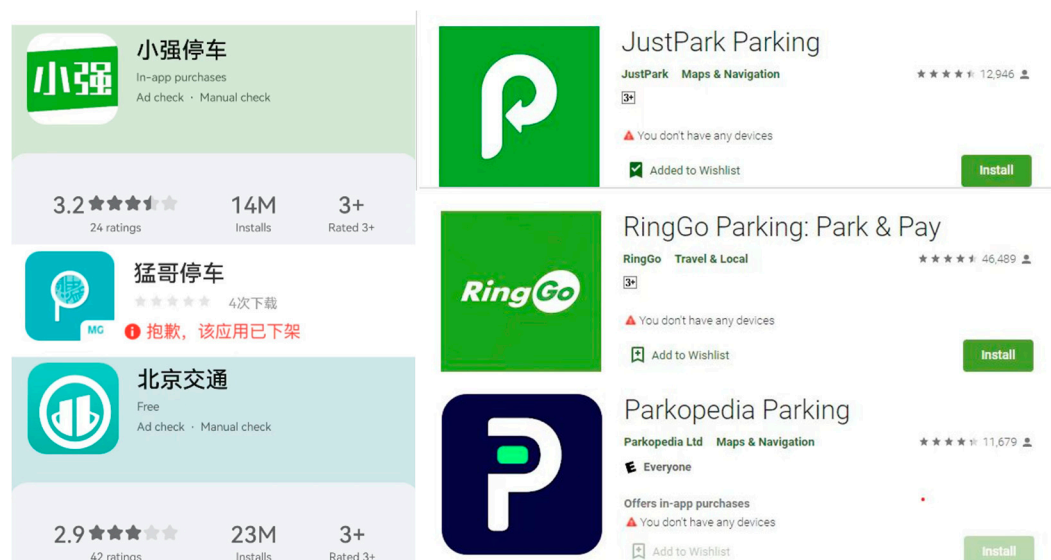 小强
小强停车
In-app purchases
Ad check · Manual check
3.2
24 ratings
14M
Installs
3+
Rated 3+
MG
猛哥停车
4次下载
抱歉，该应用已下架
北京交通
Free
Ad check · Manual check
2.9
42 ratings
23M
Installs
3+
Rated 3+
JustPark Parking
JustPark Maps & Navigation
12,946
3+
You don't have any devices
Added to Wishlist
Install
RingGo
RingGo Parking: Park & Pay
RingGo Travel & Local
46,489
3+
You don't have any devices
Add to Wishlist
Install
Parkopedia Parking
Parkopedia Ltd Maps & Navigation
11,679
E Everyone
Offers in-app purchases
You don't have any devices
Add to Wishlist
Install